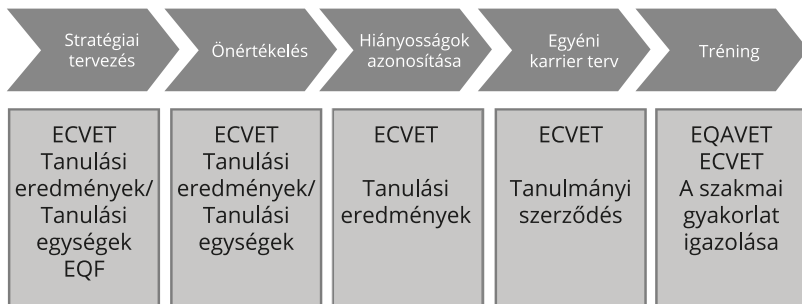 Stratégiai
tervezés
Önértékelés
Hiányosságok
azonosítása
Egyéni
karrier terv
Tréning
ECVET
Tanulási
eredmények/
Tanulási
egységek
EQF
ECVET
Tanulási
eredmények/
Tanulási
egységek
ECVET
Tanulási
eredmények
ECVET
Tanulmányi
szerződés
EQAVET
ECVET
A szakmai
gyakorlat
igazolása